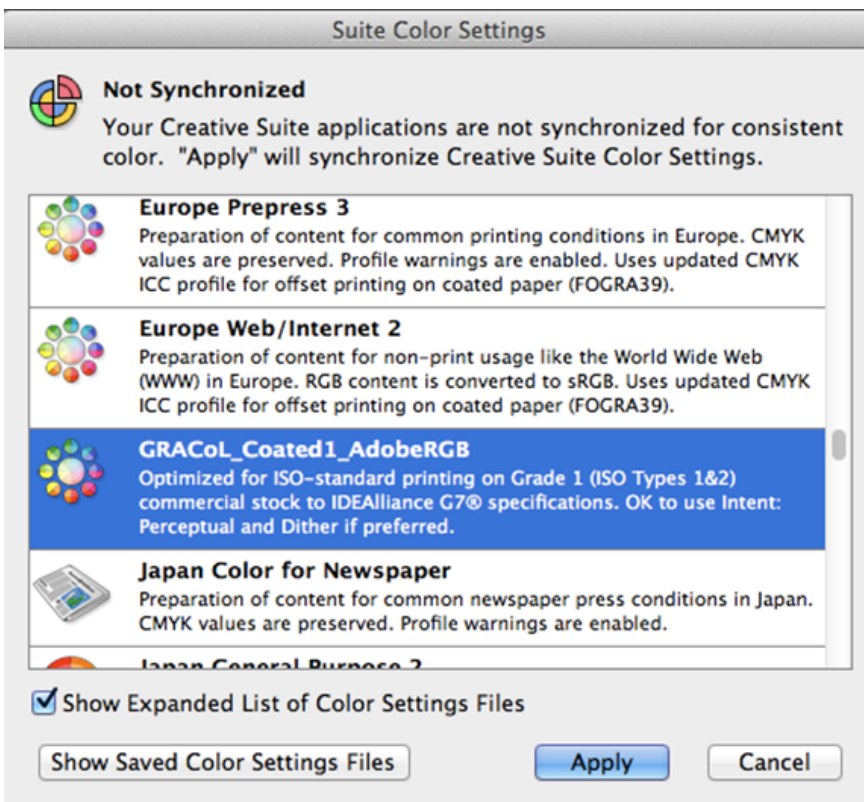 Suite Color Settings
Not Synchronized
Your Creative Suite applications are not synchronized for consistent
color.  "Apply" will synchronize Creative Suite Color Settings.
Europe Prepress 3
Preparation of content for common printing conditions in Europe. CMYK
values are preserved. Profile warnings are enabled. Uses updated CMYK
ICC profile for offset printing on coated paper (FOGRA39).
Europe Web/Internet 2
Preparation of content for non-print usage like the World Wide Web
(WWW) in Europe. RGB content is converted to sRGB. Uses updated CMYK
ICC profile for offset printing on coated paper (FOGRA39).
GRACoL_Coated1_AdobeRGB
Optimized for ISO-standard printing on Grade 1 (ISO Types 1&2)
commercial stock to IDEAlliance G7® specifications. OK to use Intent:
Perceptual and Dither if preferred.
Japan Color for Newspaper
Preparation of content for common newspaper press conditions in Japan.
CMYK values are preserved. Profile warnings are enabled.
Japan General Purpose 2
Show Expanded List of Color Settings Files
Show Saved Color Settings Files
Apply
Cancel